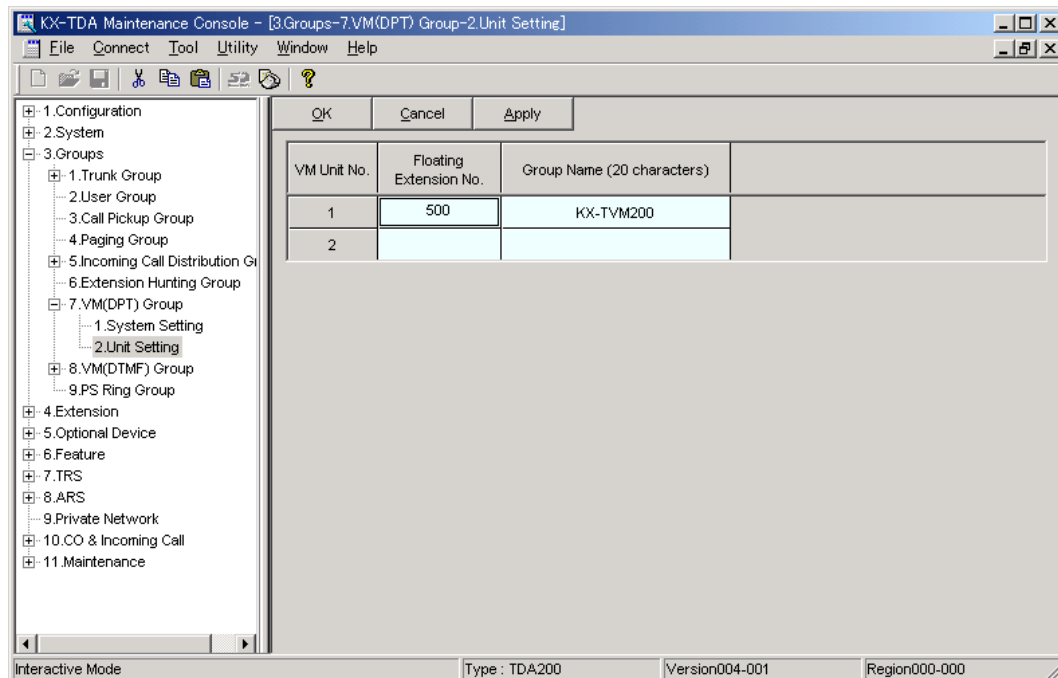 KX-TDA Maintenance Console - [3.Groups-7.VM(DPT) Group-2.Unit Setting]
File Connect Tool Utility Window Help
1.Configuration
2.System
3.Groups
1.Trunk Group
2.User Group
3.Call Pickup Group
4.Paging Group
5.Incoming Call Distribution Gr
6.Extension Hunting Group
7.VM(DPT) Group
1.System Setting
2.Unit Setting
8.VM(DTMF) Group
9.PS Ring Group
4.Extension
5.Optional Device
6.Feature
7.TRS
8.ARS
9.Private Network
10.CO & Incoming Call
11.Maintenance
OK Cancel Apply
VM Unit No. Floating Extension No. Group Name (20 characters)
1 500 KX-TVM200
2
Interactive Mode Type : TDA200 Version004-001 Region000-000